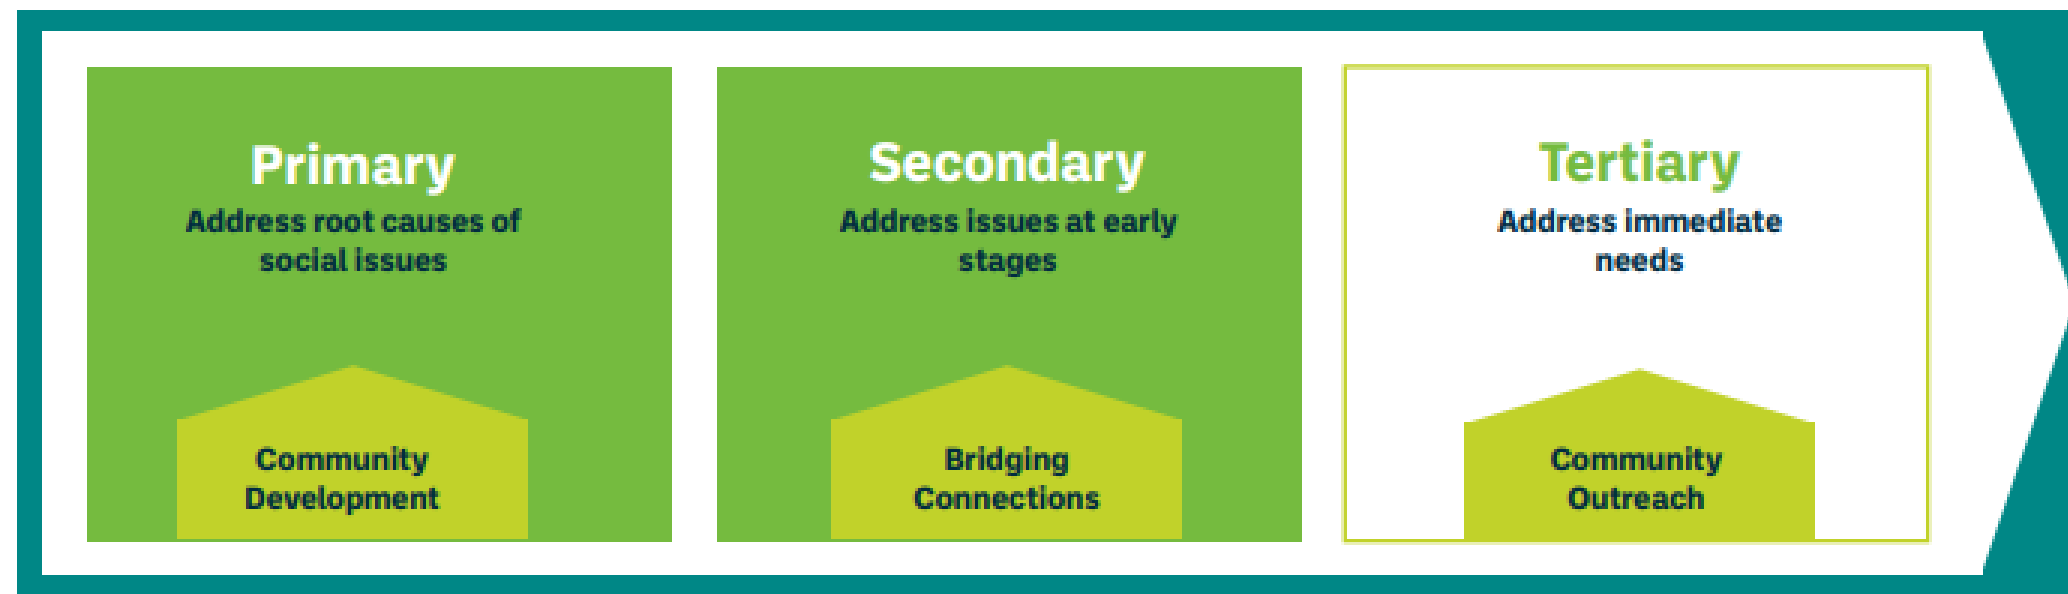 Primary
Address root causes of
social issues
Community
Development
Secondary
Address issues at early
stages
Bridging
Connections
Tertiary
Address immediate
needs
Community
Outreach